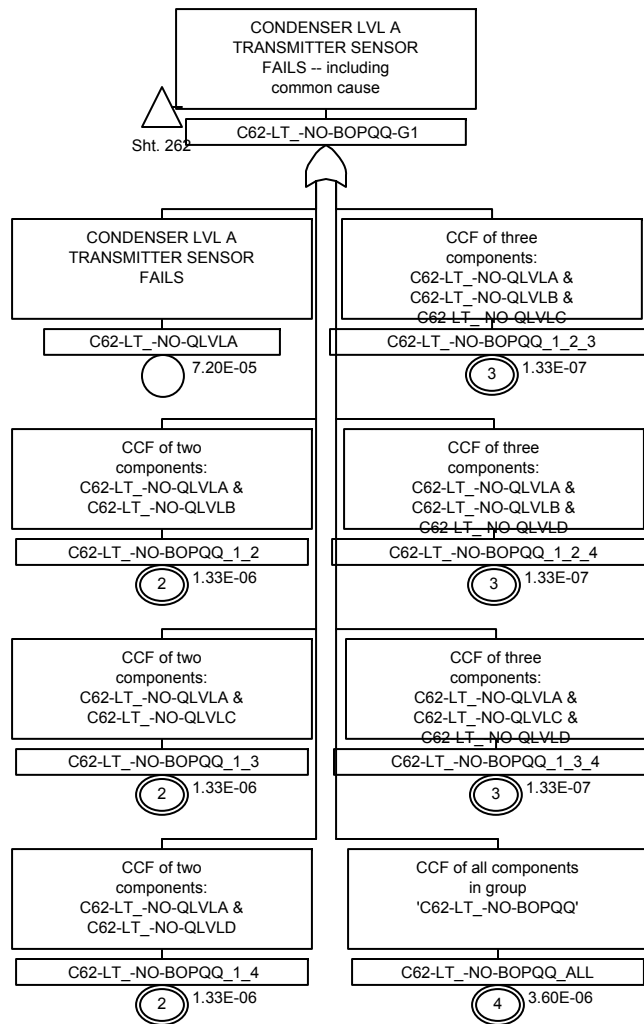 CONDENSER LVL A
TRANSMITTER SENSOR
FAILS -- including
common cause
Sht. 262
C62-LT_-NO-BOPQQ-G1
CONDENSER LVL A
TRANSMITTER SENSOR
FAILS
C62-LT_-NO-QLVLA
7.20E-05
CCF of three
components:
C62-LT_-NO-QLVLA &
C62-LT_-NO-QLVLB &
C62-LT_-NO-QLVLC
C62-LT_-NO-BOPQQ_1_2_3
3
1.33E-07
CCF of two
components:
C62-LT_-NO-QLVLA &
C62-LT_-NO-QLVLB
C62-LT_-NO-BOPQQ_1_2
2
1.33E-06
CCF of three
components:
C62-LT_-NO-QLVLA &
C62-LT_-NO-QLVLB &
C62-LT_-NO-QLVLD
C62-LT_-NO-BOPQQ_1_2_4
3
1.33E-07
CCF of two
components:
C62-LT_-NO-QLVLA &
C62-LT_-NO-QLVLC
C62-LT_-NO-BOPQQ_1_3
2
1.33E-06
CCF of three
components:
C62-LT_-NO-QLVLA &
C62-LT_-NO-QLVLC &
C62-LT_-NO-QLVLD
C62-LT_-NO-BOPQQ_1_3_4
3
1.33E-07
CCF of two
components:
C62-LT_-NO-QLVLA &
C62-LT_-NO-QLVLD
C62-LT_-NO-BOPQQ_1_4
2
1.33E-06
CCF of all components
in group
'C62-LT_-NO-BOPQQ'
C62-LT_-NO-BOPQQ_ALL
4
3.60E-06